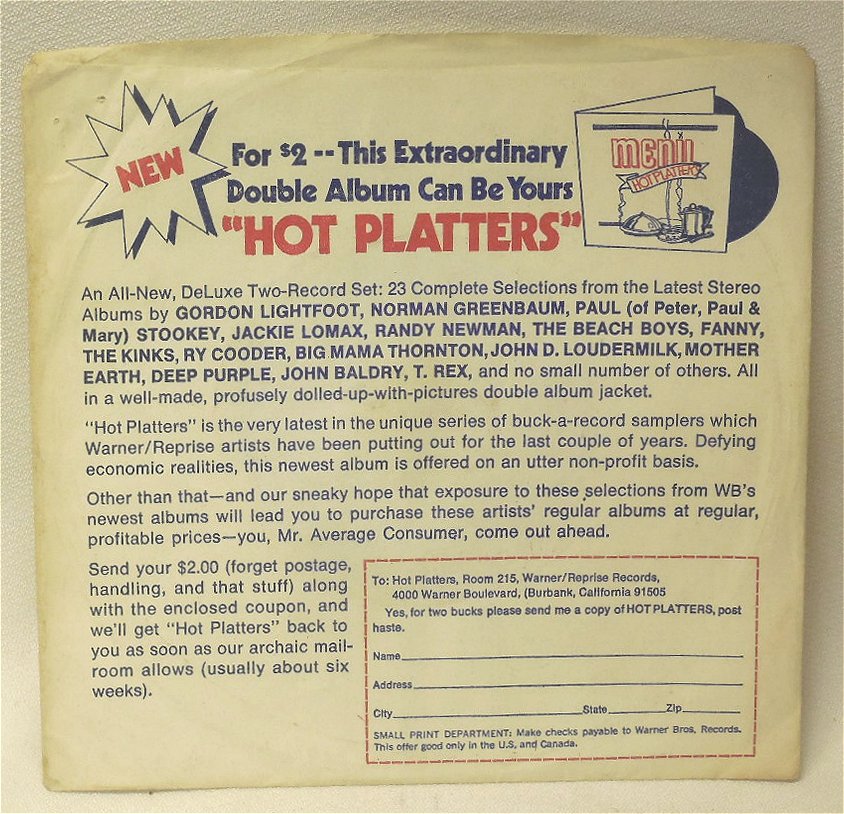 NEW
For $2 -- This Extraordinary
Double Album Can Be Yours
"HOT PLATTERS"
menu
HOT PLATTERS
An All-New, DeLuxe Two-Record Set: 23 Complete Selections from the Latest Stereo
Albums by GORDON LIGHTFOOT, NORMAN GREENBAUM, PAUL (of Peter, Paul &
Mary) STOOKEY, JACKIE LOMAX, RANDY NEWMAN, THE BEACH BOYS, FANNY,
THE KINKS, RY COODER, BIG MAMA THORNTON, JOHN D. LOUDERMILK, MOTHER
EARTH, DEEP PURPLE, JOHN BALDRY, T. REX, and no small number of others. All
in a well-made, profusely dolled-up-with-pictures double album jacket.
"Hot Platters" is the very latest in the unique series of buck-a-record samplers which
Warner/Reprise artists have been putting out for the last couple of years. Defying
economic realities, this newest album is offered on an utter non-profit basis.
Other than that—and our sneaky hope that exposure to these selections from WB's
newest albums will lead you to purchase these artists' regular albums at regular,
profitable prices—you, Mr. Average Consumer, come out ahead.
Send your $2.00 (forget postage,
handling, and that stuff) along
with the enclosed coupon, and
we'll get "Hot Platters" back to
you as soon as our archaic mail-
room allows (usually about six
weeks).
To: Hot Platters, Room 215, Warner/Reprise Records,
4000 Warner Boulevard, (Burbank, California 91505
Yes, for two bucks please send me a copy of HOT PLATTERS, post
haste.
Name
Address
City State Zip
SMALL PRINT DEPARTMENT: Make checks payable to Warner Bros. Records.
This offer good only in the U.S. and Canada.